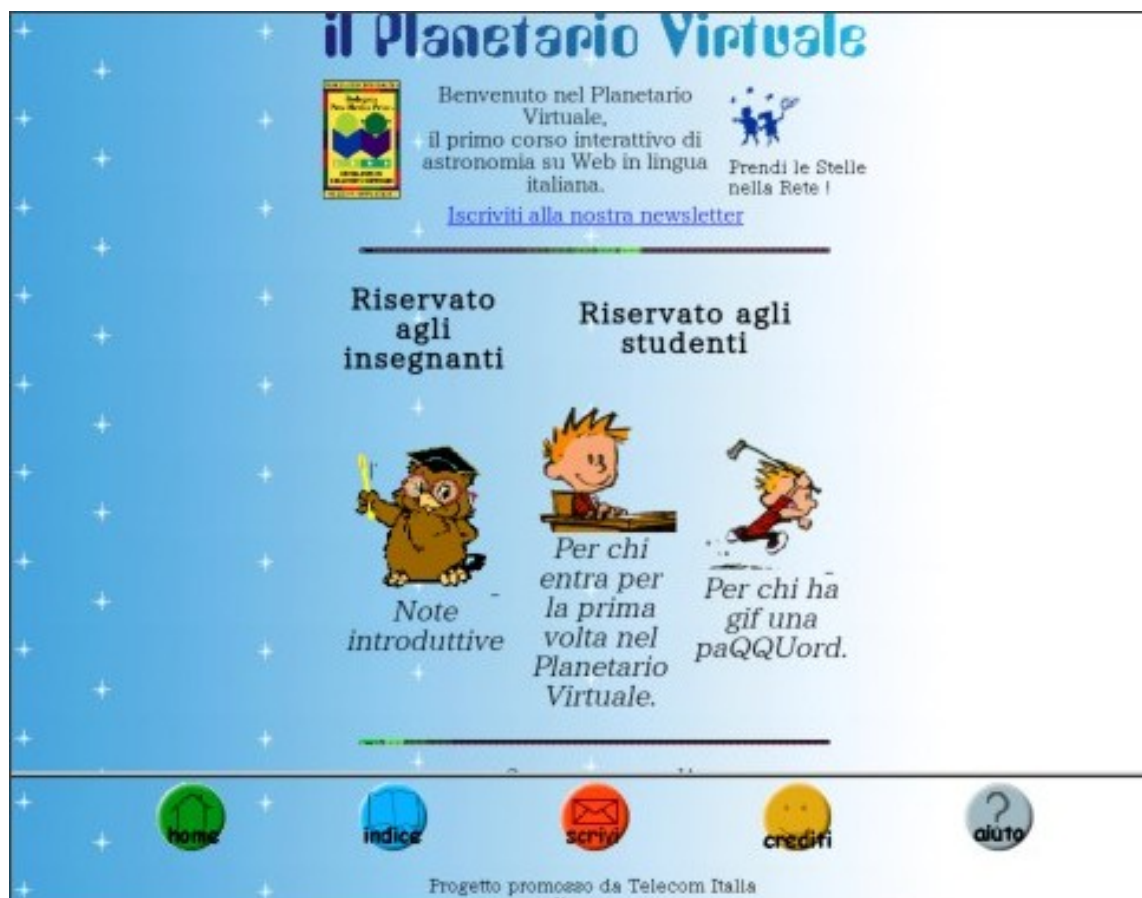 il Planetario Virtuale
Benvenuto nel Planetario
Virtuale,
il primo corso interattivo di
astronomia su Web in lingua
italiana.
Prendi le Stelle
nella Rete !
Iscriviti alla nostra newsletter
Riservato
agli
insegnanti
Riservato agli
studenti
Note
introduttive
Per chi
entra per
la prima
volta nel
Planetario
Virtuale.
Per chi ha
gif una
paQQUord.
home
indice
scrivi
crediti
aiuto
Progetto promosso da Telecom Italia